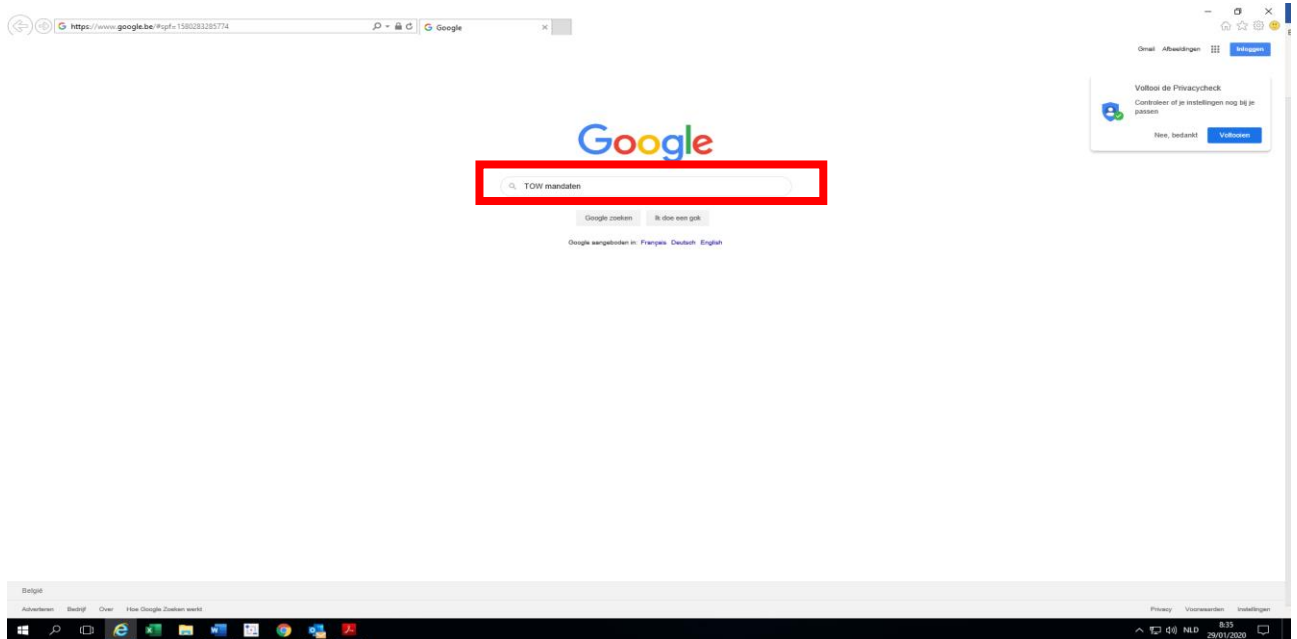 https://www.google.be/#spf=1580283285774
Google
Gmail Afbeeldingen Inloggen
Voltooi de Privacycheck
Controleer of je instellingen nog bij je
passen
Nee, bedankt Voltooien
Google
TOW mandaten
Google zoeken Ik doe een gok
Google aangeboden in: Français Deutsch English
België
Adverteren Bedrijf Over Hoe Google Zoeken werkt
Privacy Voorwaarden Instellingen
NLD
8:35
29/01/2020